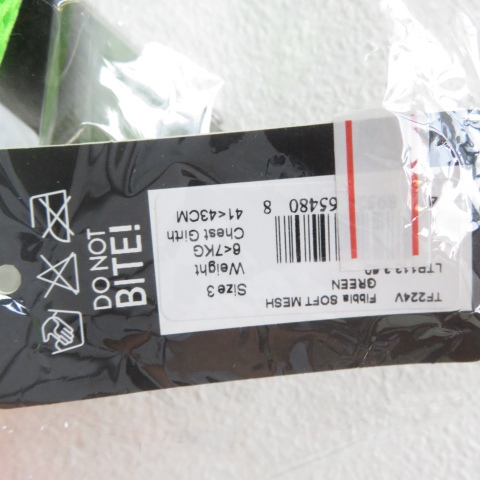 DO NOT
BITE!
TF224V
Fibbia SOFT MESH
GREEN
Size 3
Weight
6<7KG
Chest Girth
41<43CM
65480 8